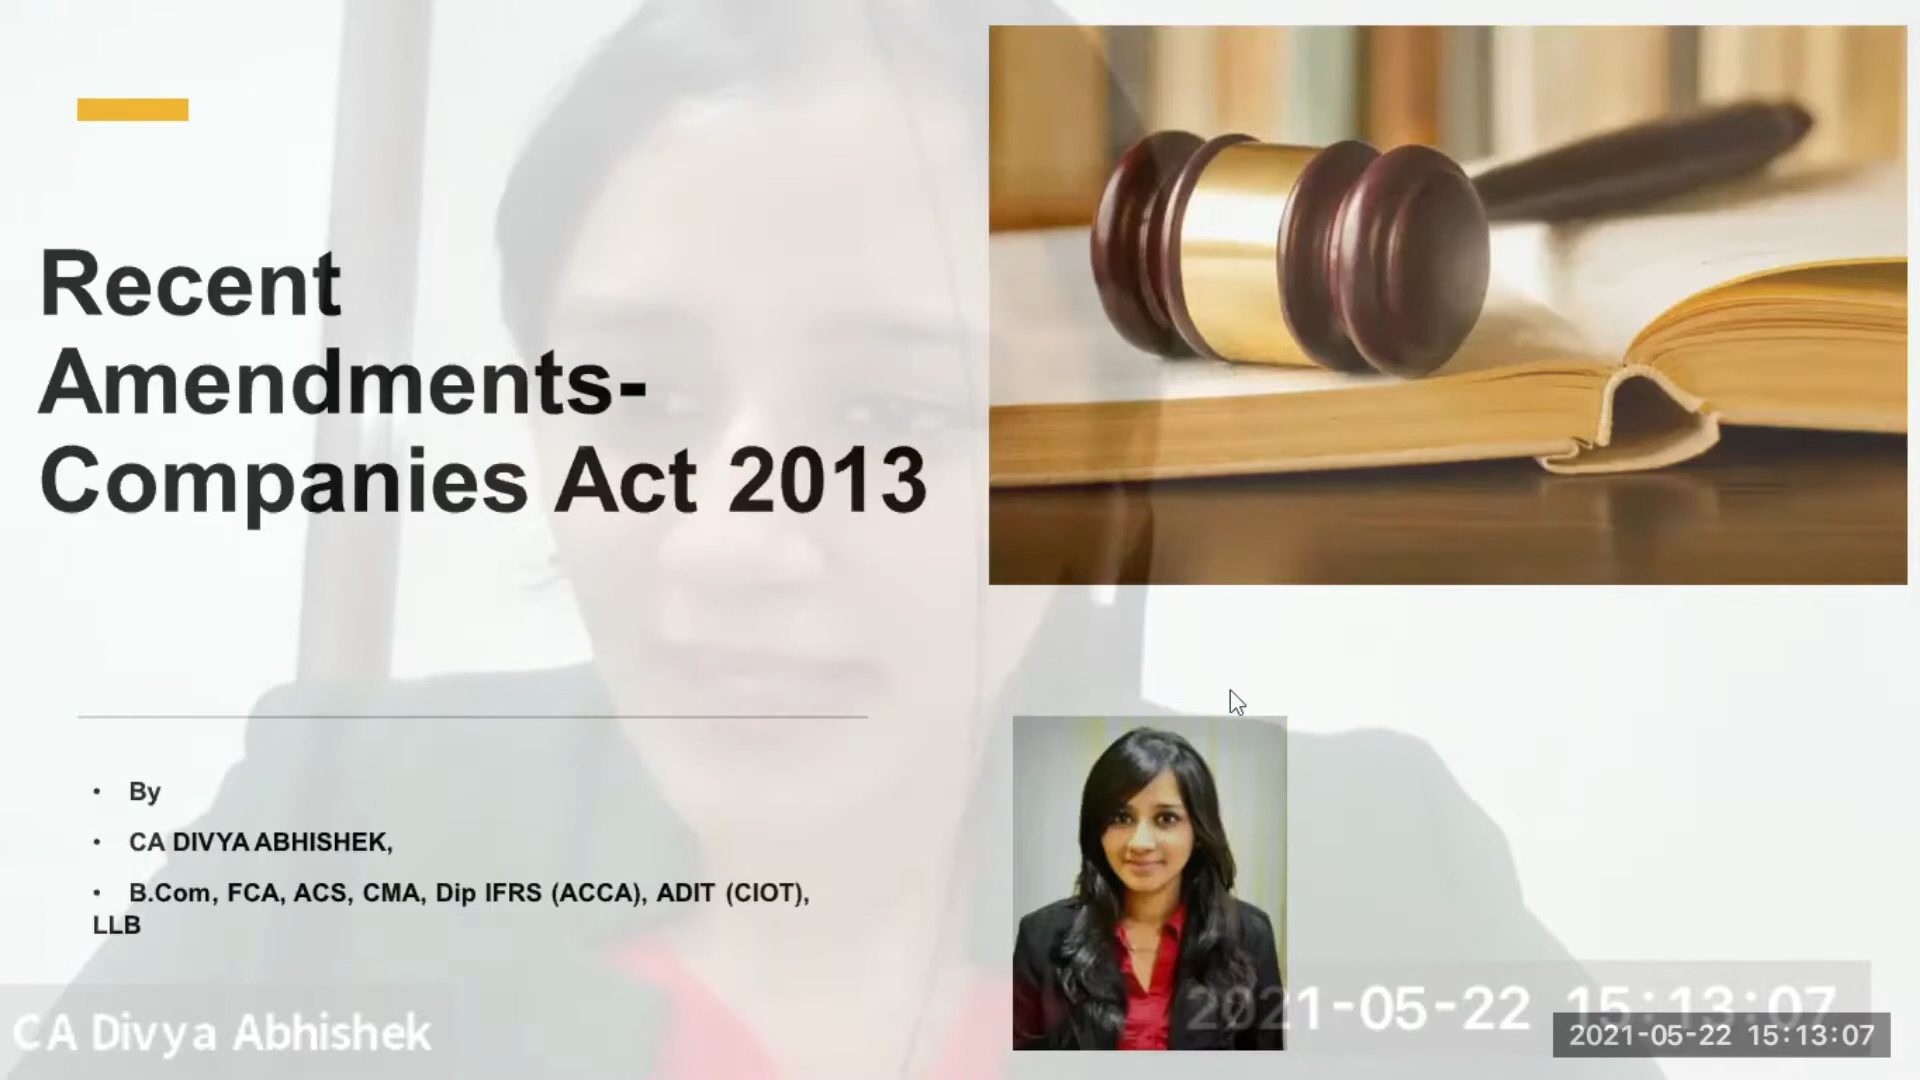 Recent
Amendments-
Companies Act 2013
• By
• CA DIVYA ABHISHEK,
• B.Com, FCA, ACS, CMA, Dip IFRS (ACCA), ADIT (CIOT),
LLB
CA Divya Abhishek
2021-05-22 15:13:07
2021-05-22 15:13:07